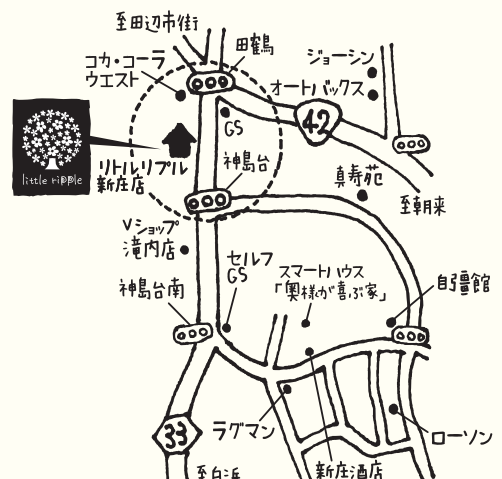 至田辺市街
田鶴
コカ・コーラ
ウエスト
ジョーシン
オートバックス
GS
42
little ripple
リトルリプル
新庄店
神島台
真寿苑
至朝来
Vショップ
滝内店
セルフ
GS
スマートハウス
「奥様が喜ぶ家」
自彊館
神島台南
33
ラグマン
ローソン
至白浜
新庄酒店